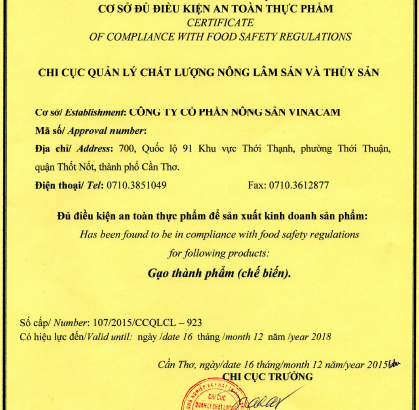 CƠ SỞ ĐỦ ĐIỀU KIỆN AN TOÀN THỰC PHẨM
CERTIFICATE
OF COMPLIANCE WITH FOOD SAFETY REGULATIONS
CHI CỤC QUẢN LÝ CHẤT LƯỢNG NÔNG LÂM SẢN VÀ THỦY SẢN
Cơ sở/ Establishment: CÔNG TY CỔ PHẦN NÔNG SẢN VINACAM
Mã số/ Approval number:
Địa chỉ/ Address: 700, Quốc lộ 91 Khu vực Thới Thạnh, phường Thới Thuận,
quận Thốt Nốt, thành phố Cần Thơ.
Điện thoại/ Tel: 0710.3851049 Fax: 0710.3612877
Đủ điều kiện an toàn thực phẩm để sản xuất kinh doanh sản phẩm:
Has been found to be in compliance with food safety regulations
for following products:
Gạo thành phẩm (chế biến).
Số cấp/ Number: 107/2015/CCQLCL – 923
Có hiệu lực đến/Valid until: ngày /date 16 tháng /month 12 năm /year 2018
Cần Thơ, ngày/date 16 tháng/month 12 năm/year 2015
CHI CỤC TRƯỞNG
CHI CỤC